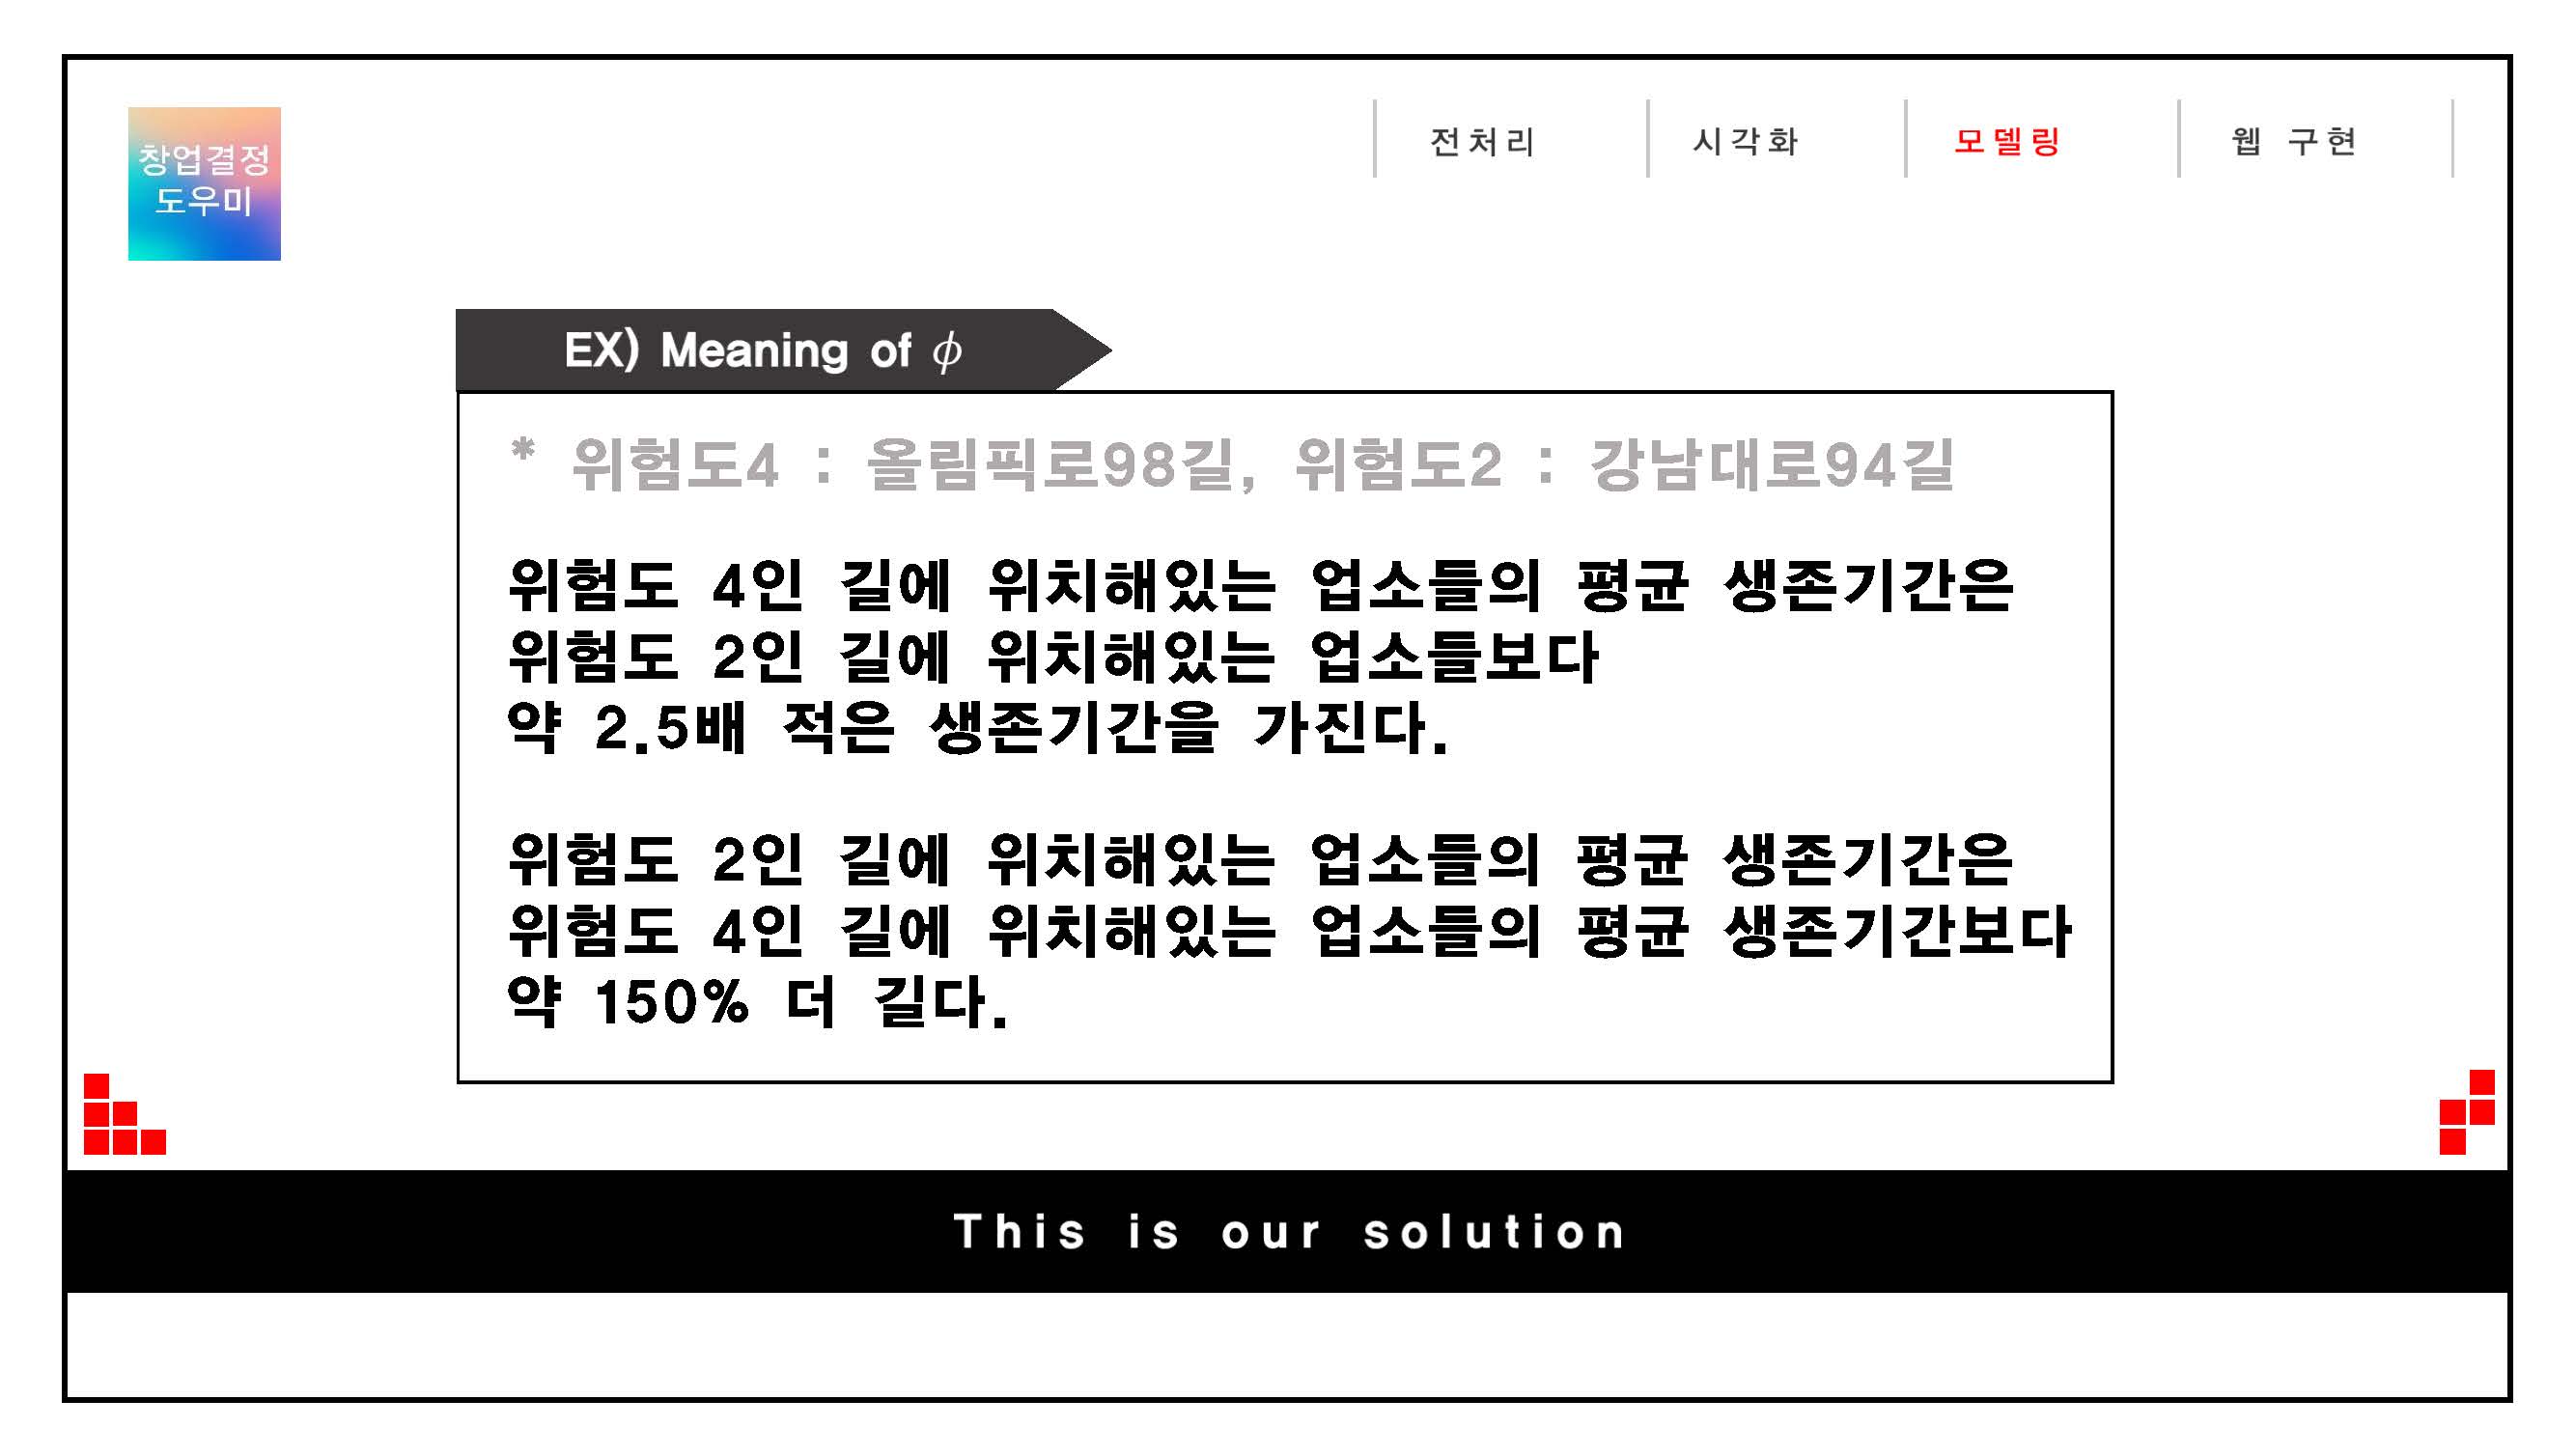 창업결정
도우미
전처리
시각화
모델링
웹 구현
EX) Meaning of ϕ
* 위험도4 : 올림픽로98길, 위험도2 : 강남대로94길
위험도 4인 길에 위치해있는 업소들의 평균 생존기간은
위험도 2인 길에 위치해있는 업소들보다
약 2.5배 적은 생존기간을 가진다.
위험도 2인 길에 위치해있는 업소들의 평균 생존기간은
위험도 4인 길에 위치해있는 업소들의 평균 생존기간보다
약 150% 더 길다.
This is our solution